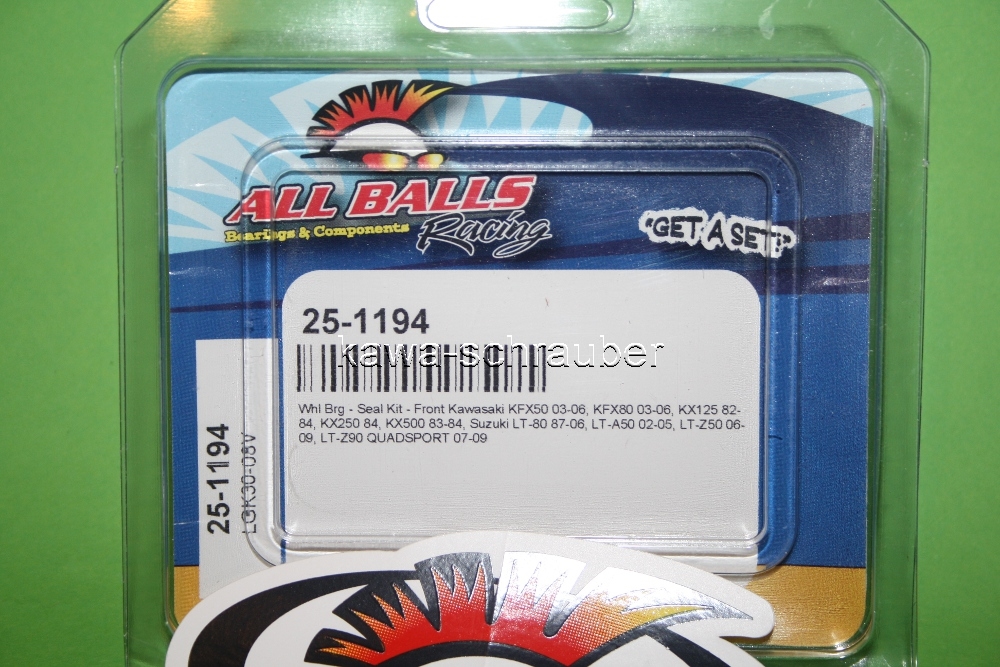 ALL BALLS
Bearings & Components
Racing
"GET A SET!"
25-1194
kawa-schrauber
Whl Brg - Seal Kit - Front Kawasaki KFX50 03-06, KFX80 03-06, KX125 82-
84, KX250 84, KX500 83-84, Suzuki LT-80 87-06, LT-A50 02-05, LT-Z50 06-
09, LT-Z90 QUADSPORT 07-09
25-1194
LGK30-08V